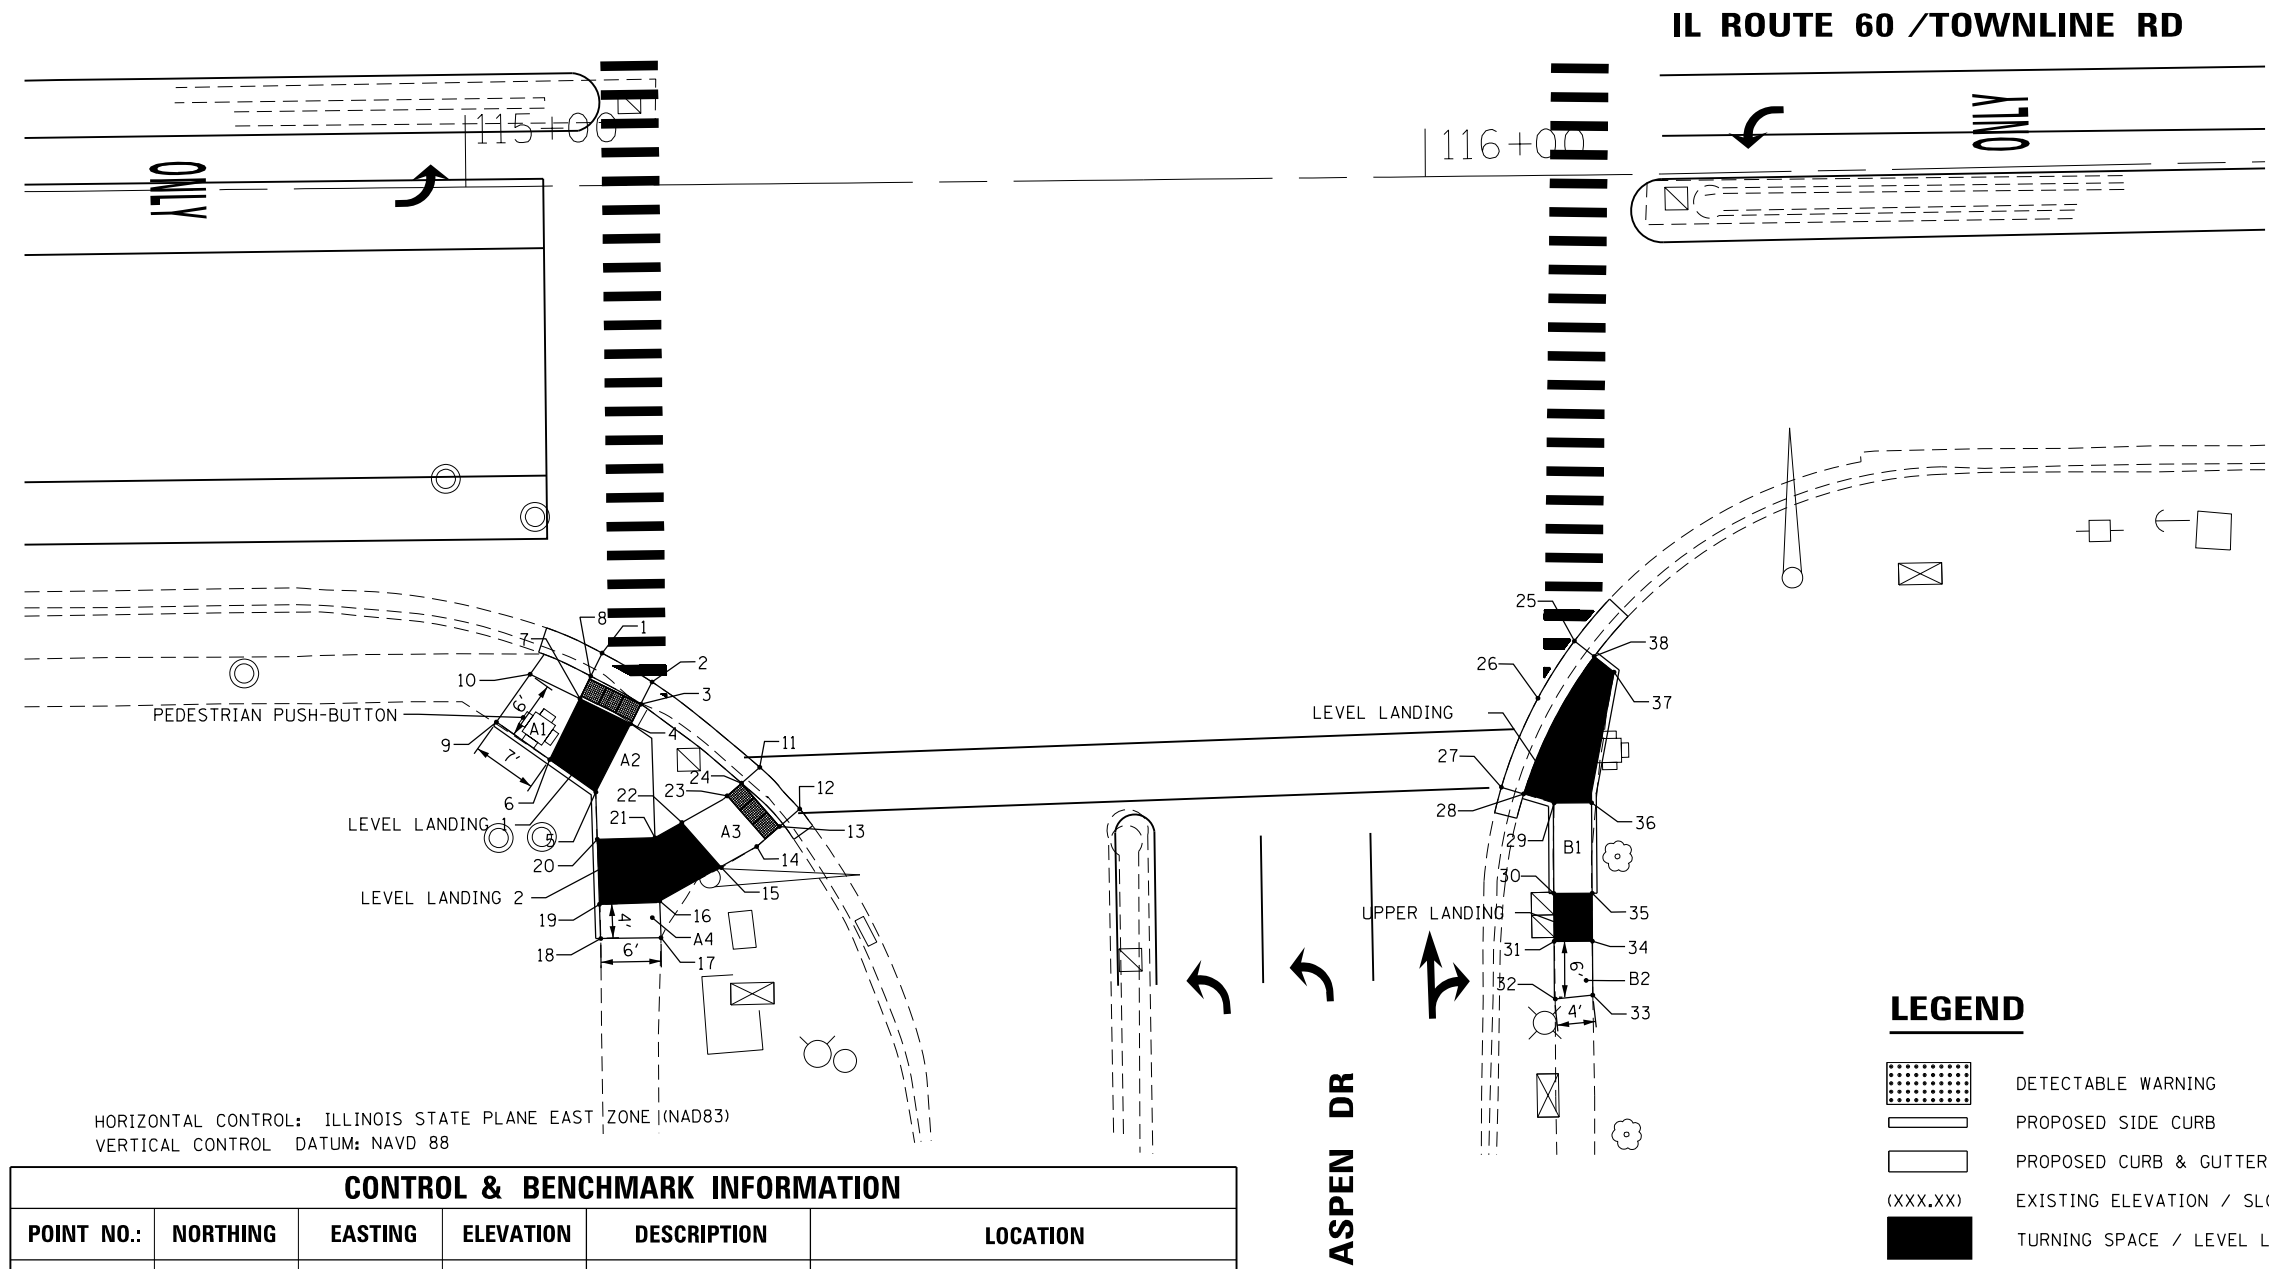 IL ROUTE 60 /TOWNLINE RD
115+00
116+00
ONLY
ONLY
25
8
7
1
38
2
26
10
3
37
6'
PEDESTRIAN PUSH-BUTTON
A1
LEVEL LANDING
9
4
11
7'
A2
27
24
23
12
6
22
28
36
LEVEL LANDING 1
21
A3
13
5
29
B1
20
14
30
LEVEL LANDING 2
15
19
4'
16
UPPER LANDING
35
A4
18
6'
17
31
34
6'
B2
32
4'
33
LEGEND
DETECTABLE WARNING
HORIZONTAL CONTROL: ILLINOIS STATE PLANE EAST ZONE (NAD83)
PROPOSED SIDE CURB
VERTICAL CONTROL DATUM: NAVD 88
PROPOSED CURB & GUTTER
(XXX.XX) EXISTING ELEVATION / SLO
TURNING SPACE / LEVEL L
ASPEN DR
CONTROL & BENCHMARK INFORMATION
POINT NO.: NORTHING EASTING ELEVATION DESCRIPTION LOCATION